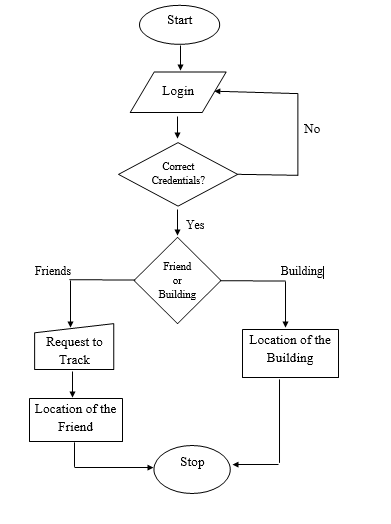 Start
Login
No
Correct
Credentials?
Yes
Friends
Friend
or
Building
Building
Request to
Track
Location of the
Building
Location of the
Friend
Stop